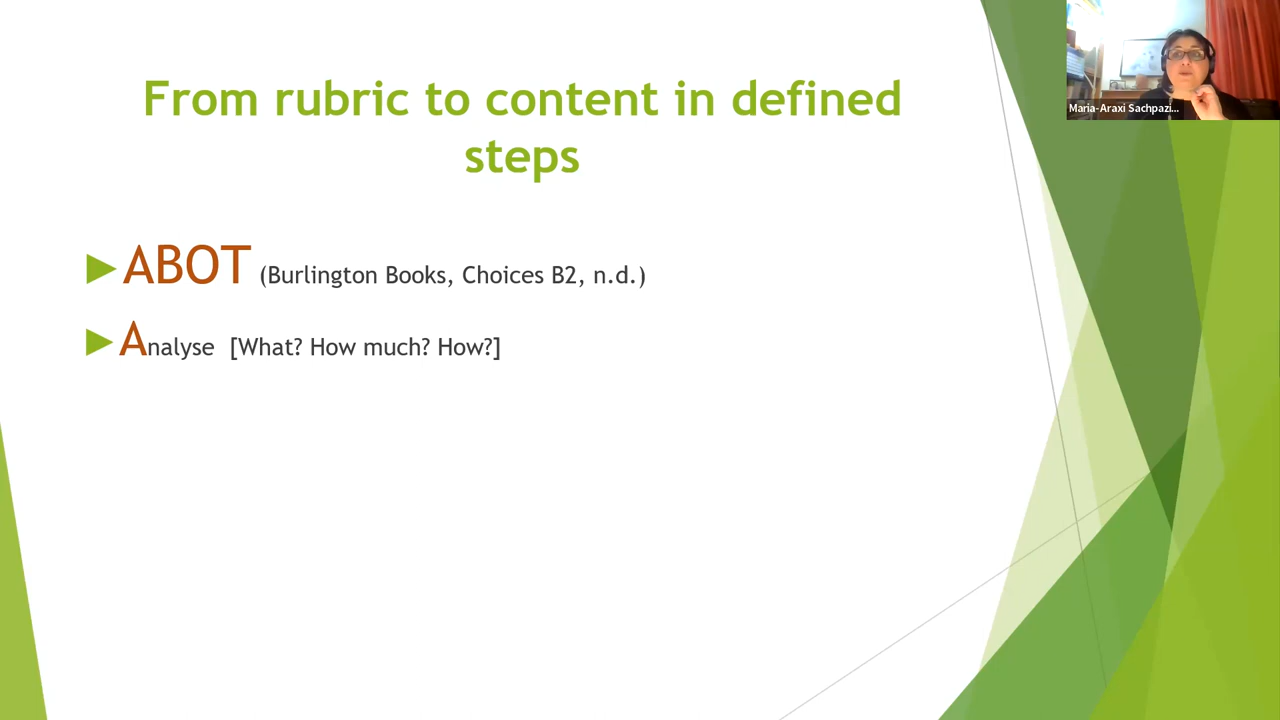 From rubric to content in defined
steps
ABOT (Burlington Books, Choices B2, n.d.)
Analyse [What? How much? How?]
Maria-Araxi Sachpazi...